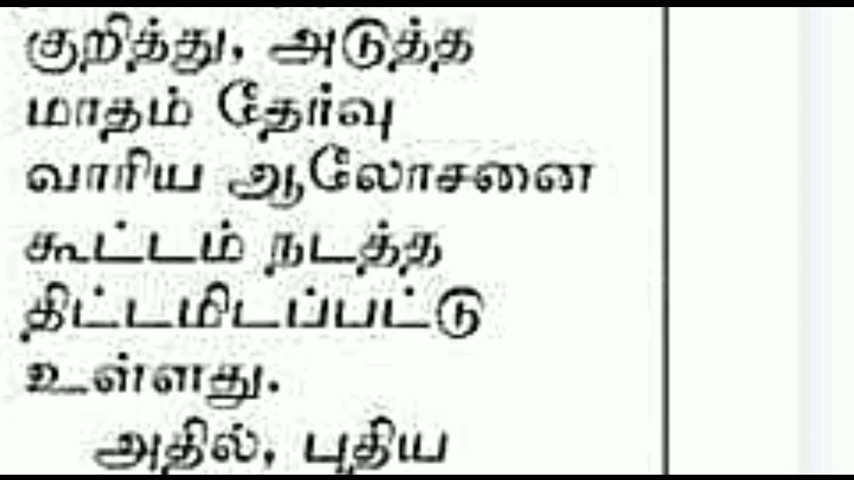 குறித்து, அடுத்த
மாதம் தேர்வு
வாரிய ஆலோசனை
கூட்டம் நடத்த
திட்டமிடப்பட்டு
உள்ளது.
அதில், புதிய